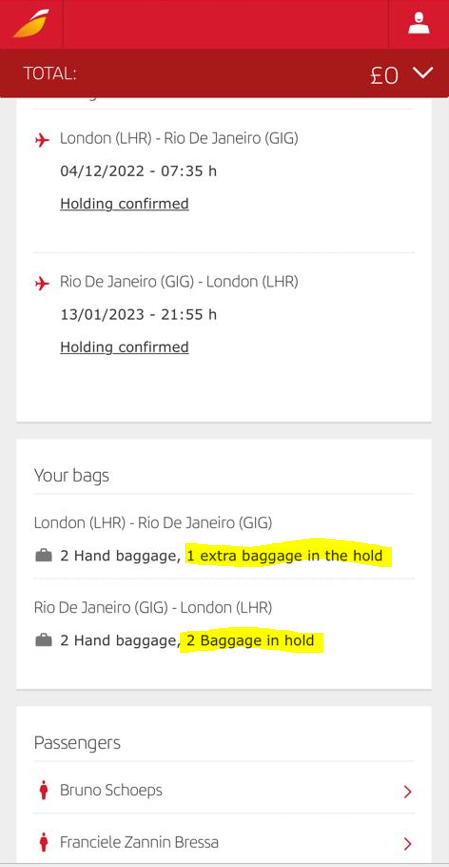 TOTAL: £0
London (LHR) - Rio De Janeiro (GIG)
04/12/2022 - 07:35 h
Holding confirmed
Rio De Janeiro (GIG) - London (LHR)
13/01/2023 - 21:55 h
Holding confirmed
Your bags
London (LHR) - Rio De Janeiro (GIG)
2 Hand baggage, 1 extra baggage in the hold
Rio De Janeiro (GIG) - London (LHR)
2 Hand baggage, 2 Baggage in hold
Passengers
Bruno Schoeps
Franciele Zannin Bressa